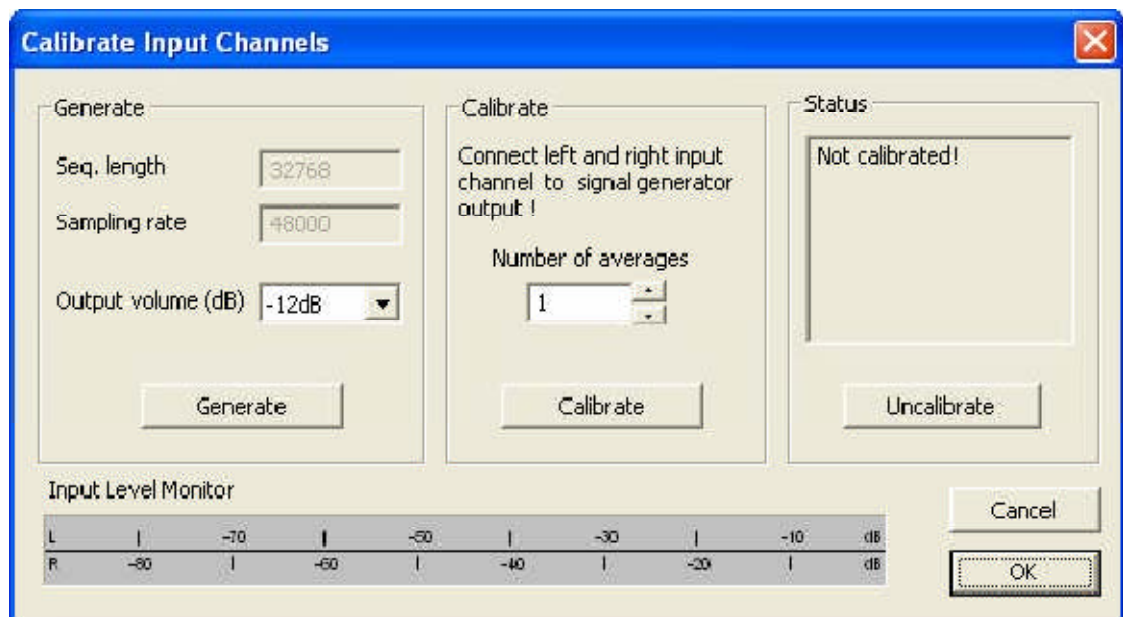 Calibrate Input Channels
Generate
Seq. length
32768
Sampling rate
48000
Output volume (dB)
-12dB
Generate
Calibrate
Connect left and right input
channel to signal generator
output !
Number of averages
1
Calibrate
Status
Not calibrated!
Uncalibrate
Input Level Monitor
L -70 -50 -30 -10 dB
R -80 -60 -40 -20 dB
Cancel
OK